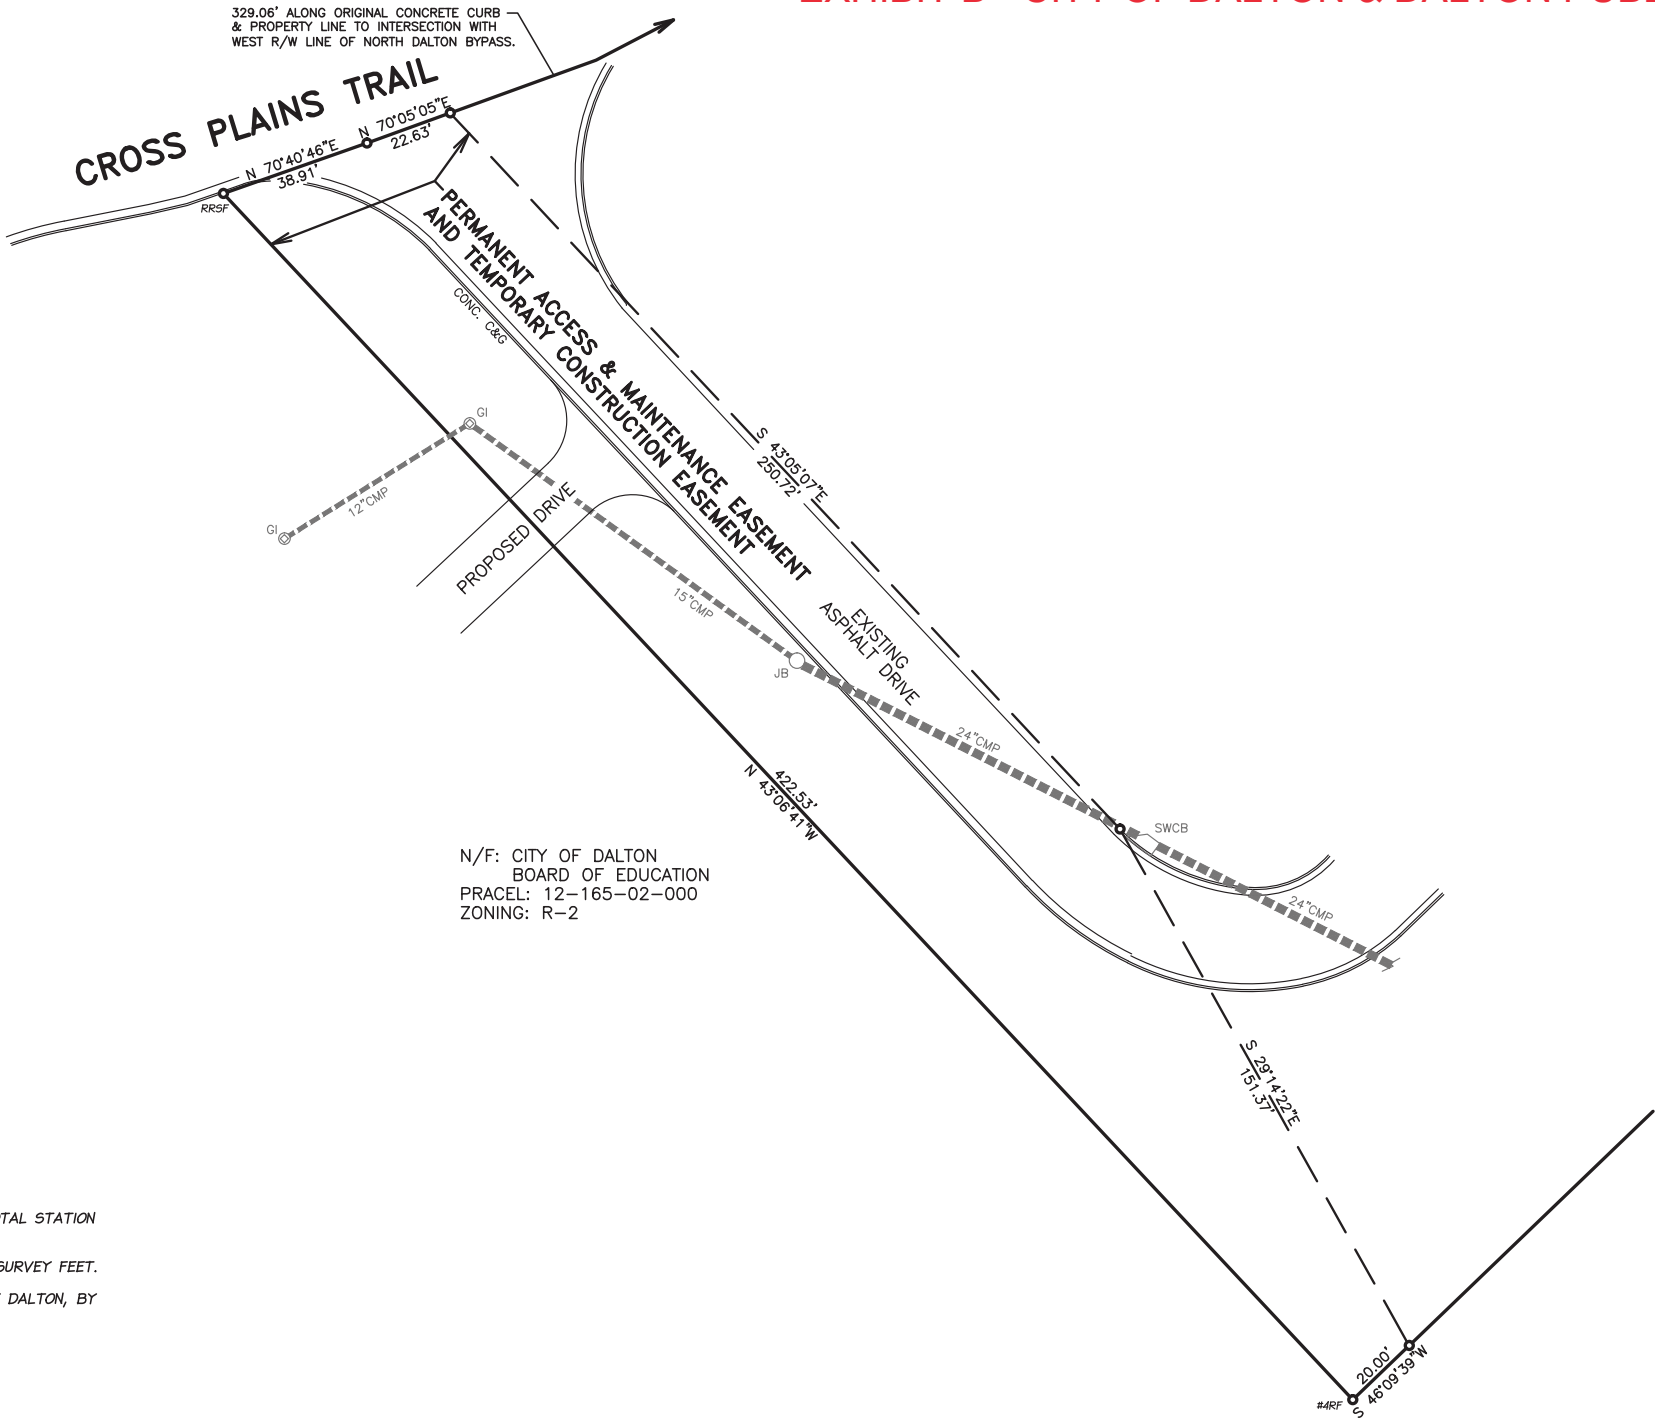 329.06' ALONG ORIGINAL CONCRETE CURB
& PROPERTY LINE TO INTERSECTION WITH
WEST R/W LINE OF NORTH DALTON BYPASS.
CROSS PLAINS TRAIL
N 70°40'46"E
38.91'
N 70°05'05"E
22.63'
RRSF
PERMANENT ACCESS & MAINTENANCE EASEMENT
AND TEMPORARY CONSTRUCTION EASEMENT
CONC. C&G
S 43°05'07"E
250.72'
GI
GI
12"CMP
PROPOSED DRIVE
15"CMP
JB
EXISTING
ASPHALT DRIVE
24"CMP
SWCB
24"CMP
422.53'
N 43°06'41"W
N/F: CITY OF DALTON
BOARD OF EDUCATION
PRACEL: 12-165-02-000
ZONING: R-2
S 29°14'22"E
151.37'
TAL STATION
SURVEY FEET.
DALTON, BY
20.00'
S 46°09'39"W
#4RF